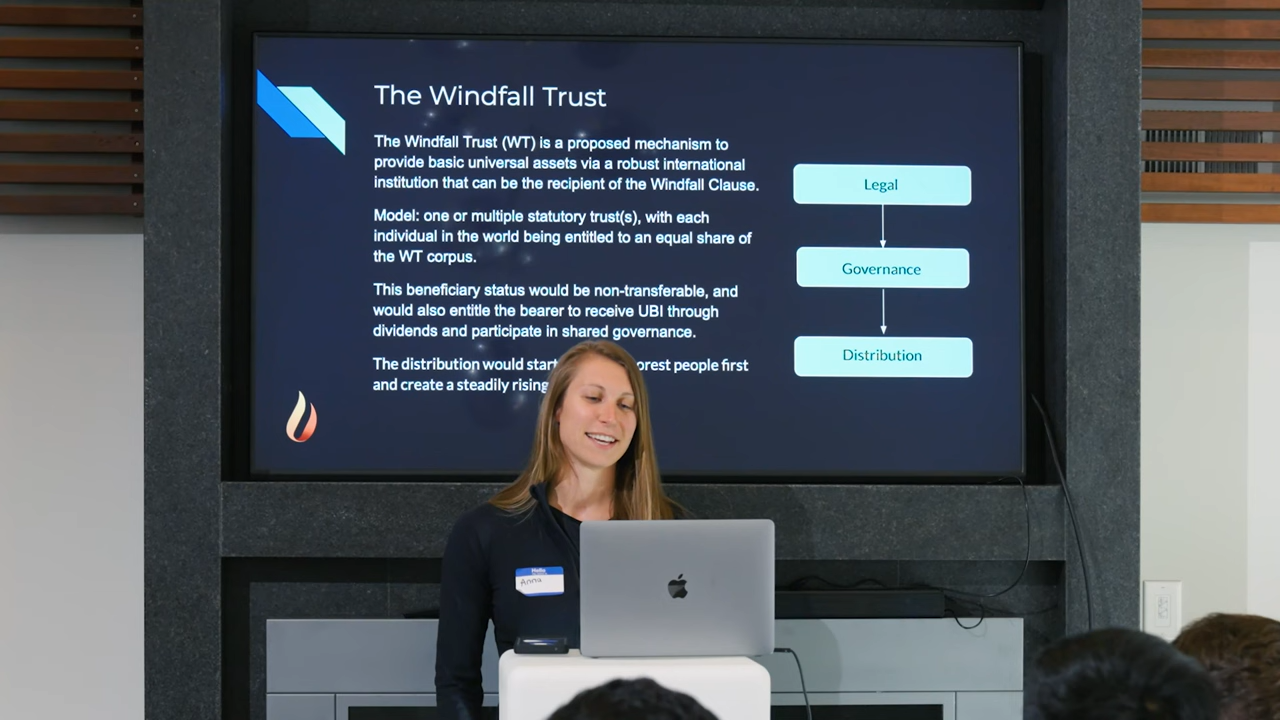 The Windfall Trust
The Windfall Trust (WT) is a proposed mechanism to
provide basic universal assets via a robust international
institution that can be the recipient of the Windfall Clause.
Model: one or multiple statutory trust(s), with each
individual in the world being entitled to an equal share of
the WT corpus.
This beneficiary status would be non-transferable, and
would also entitle the bearer to receive UBI through
dividends and participate in shared governance.
The distribution would start people first
and create a steadily rising
Legal
Governance
Distribution
Hello
Anna